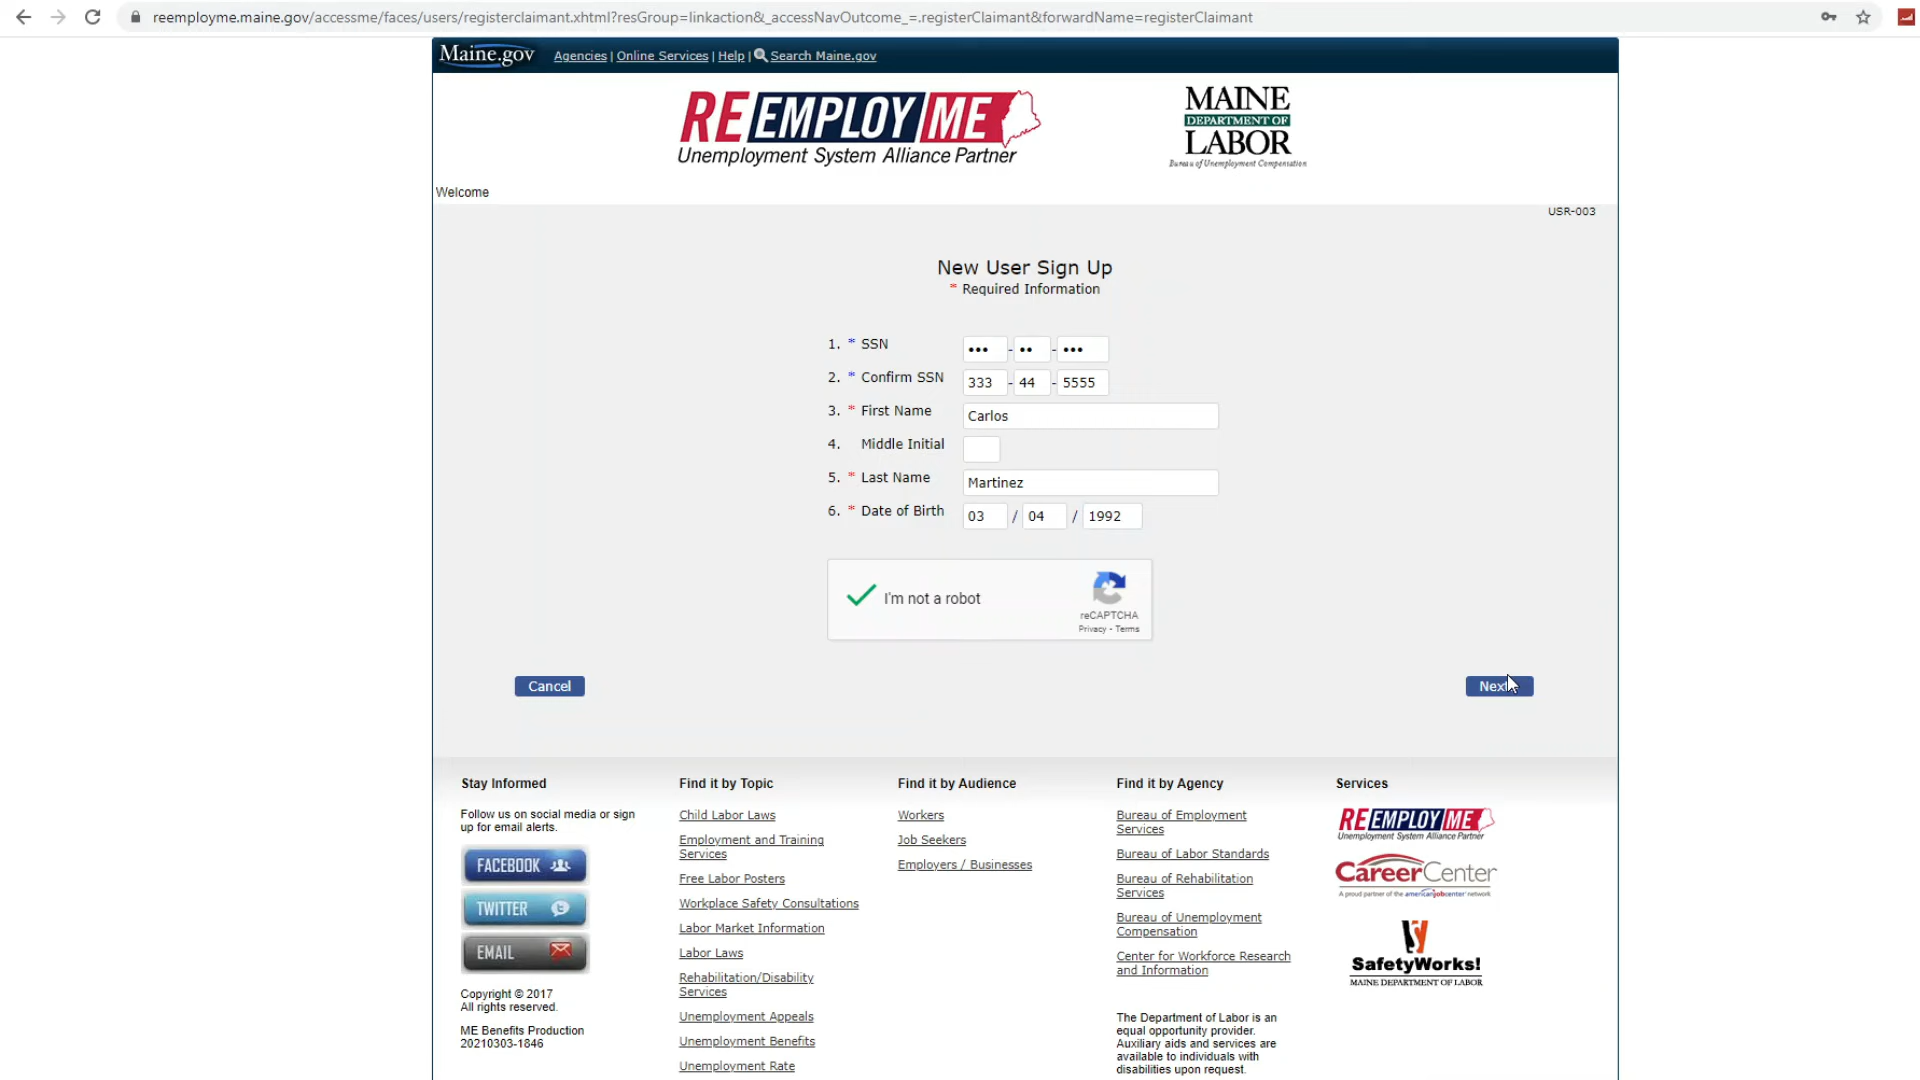 reemployme.maine.gov/accessme/faces/users/registerclaimant.xhtml?resGroup=linkaction&_accessNavOutcome_=.registerClaimant&forwardName=registerClaimant
Maine.gov Agencies | Online Services | Help | Search Maine.gov
REEMPLOYME
Unemployment System Alliance Partner
MAINE
DEPARTMENT OF
LABOR
Bureau of Unemployment Compensation
Welcome
USR-003
New User Sign Up
* Required Information
1. * SSN ••• - •• - •••
2. * Confirm SSN 333 - 44 - 5555
3. * First Name Carlos
4. Middle Initial
5. * Last Name Martinez
6. * Date of Birth 03 / 04 / 1992
I'm not a robot
reCAPTCHA
Privacy - Terms
Cancel
Next
Stay Informed
Follow us on social media or sign
up for email alerts.
FACEBOOK
TWITTER
EMAIL
Copyright © 2017
All rights reserved.
ME Benefits Production
20210303-1846
Find it by Topic
Child Labor Laws
Employment and Training
Services
Free Labor Posters
Workplace Safety Consultations
Labor Market Information
Labor Laws
Rehabilitation/Disability
Services
Unemployment Appeals
Unemployment Benefits
Unemployment Rate
Find it by Audience
Workers
Job Seekers
Employers / Businesses
Find it by Agency
Bureau of Employment
Services
Bureau of Labor Standards
Bureau of Rehabilitation
Services
Bureau of Unemployment
Compensation
Center for Workforce Research
and Information
The Department of Labor is an
equal opportunity provider.
Auxiliary aids and services are
available to individuals with
disabilities upon request.
Services
REEMPLOYME
Unemployment System Alliance Partner
CareerCenter
A proud partner of the americanjobcenter network
SafetyWorks!
MAINE DEPARTMENT OF LABOR